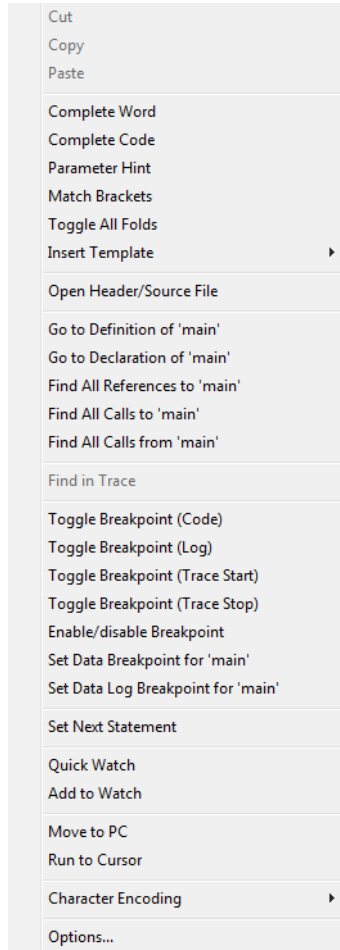 Cut
Copy
Paste
Complete Word
Complete Code
Parameter Hint
Match Brackets
Toggle All Folds
Insert Template
Open Header/Source File
Go to Definition of 'main'
Go to Declaration of 'main'
Find All References to 'main'
Find All Calls to 'main'
Find All Calls from 'main'
Find in Trace
Toggle Breakpoint (Code)
Toggle Breakpoint (Log)
Toggle Breakpoint (Trace Start)
Toggle Breakpoint (Trace Stop)
Enable/disable Breakpoint
Set Data Breakpoint for 'main'
Set Data Log Breakpoint for 'main'
Set Next Statement
Quick Watch
Add to Watch
Move to PC
Run to Cursor
Character Encoding
Options...